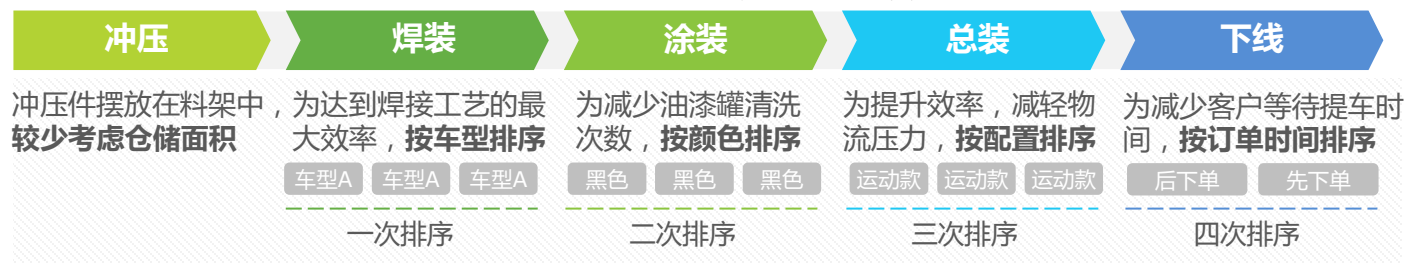 冲压
焊装
涂装
总装
下线
冲压件摆放在料架中，
较少考虑仓储面积
为达到焊接工艺的最
大效率，按车型排序
车型A 车型A 车型A
一次排序
为减少油漆罐清洗
次数，按颜色排序
黑色 黑色 黑色
二次排序
为提升效率，减轻物
流压力，按配置排序
运动款 运动款 运动款
三次排序
为减少客户等待提车时
间，按订单时间排序
后下单 先下单
四次排序